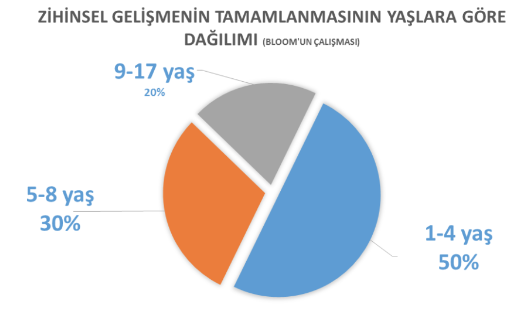 ZİHİNSEL GELİŞMENİN TAMAMLANMASININ YAŞLARA GÖRE
DAĞILIMI (BLOOM'UN ÇALIŞMASI)
9-17 yaş
20%
5-8 yaş
30%
1-4 yaş
50%